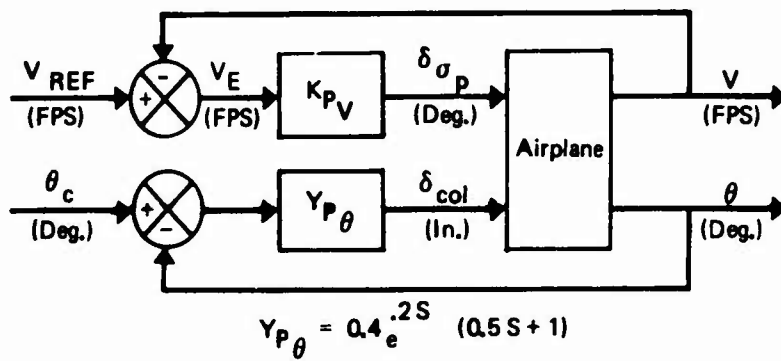 V REF
(FPS)
V E
(FPS)
K P V
δ σ p
(Deg.)
Airplane
V
(FPS)
θ c
(Deg.)
Y P θ
δ col
(In.)
θ
(Deg.)
Y P θ = 0.4 e .2S (0.5 S + 1)